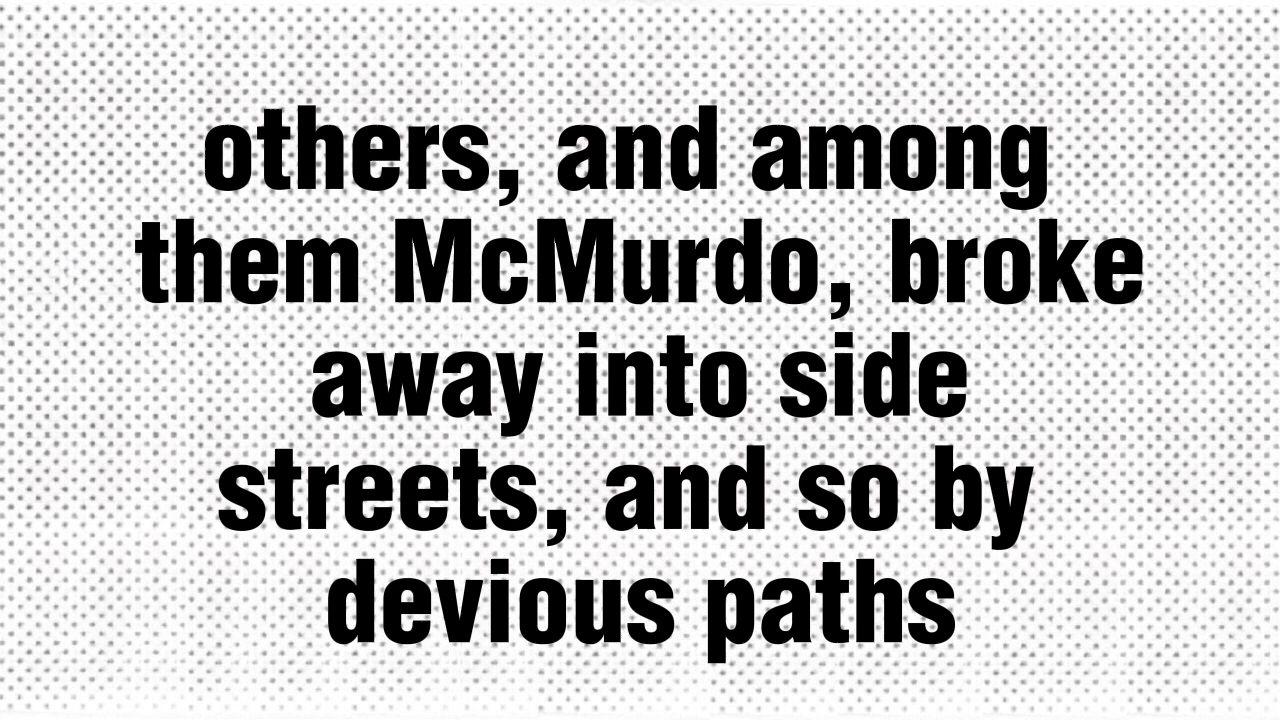 others, and among
them McMurdo, broke
away into side
streets, and so by
devious paths